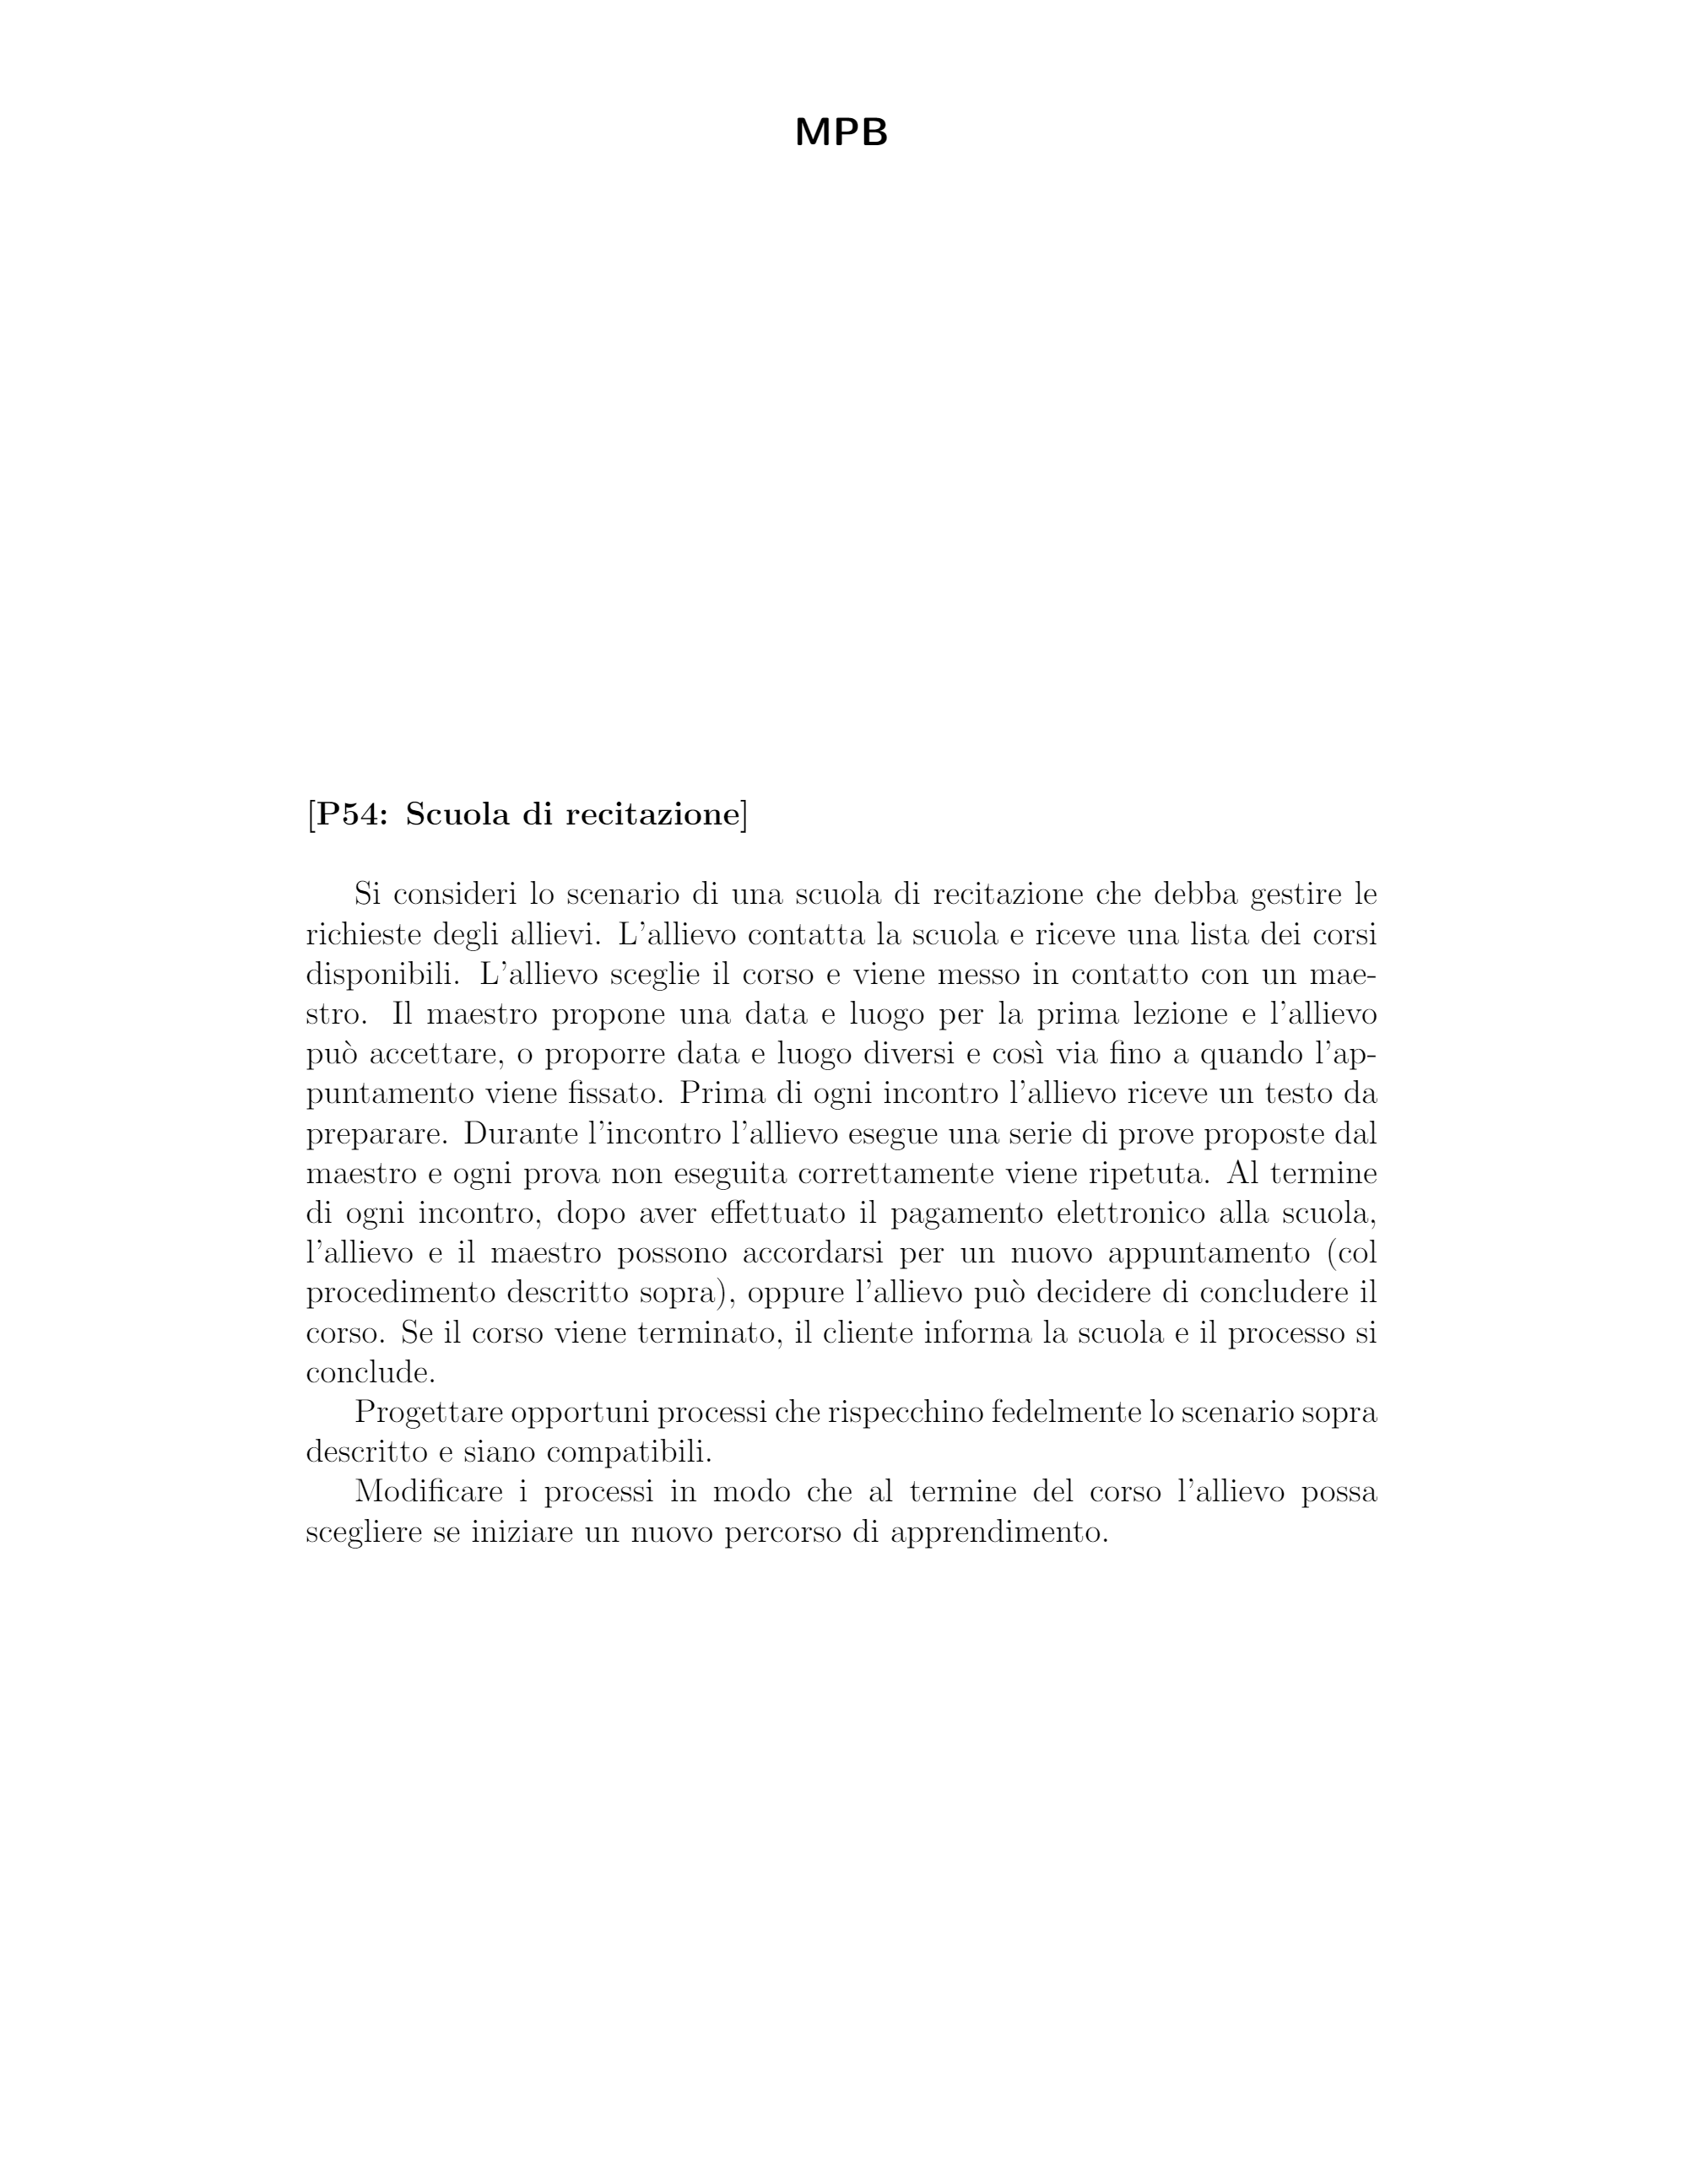 MPB
[P54: Scuola di recitazione]
Si consideri lo scenario di una scuola di recitazione che debba gestire le
richieste degli allievi. L'allievo contatta la scuola e riceve una lista dei corsi
disponibili. L'allievo sceglie il corso e viene messo in contatto con un mae-
stro. Il maestro propone una data e luogo per la prima lezione e l'allievo
può accettare, o proporre data e luogo diversi e così via fino a quando l'ap-
puntamento viene fissato. Prima di ogni incontro l'allievo riceve un testo da
preparare. Durante l'incontro l'allievo esegue una serie di prove proposte dal
maestro e ogni prova non eseguita correttamente viene ripetuta. Al termine
di ogni incontro, dopo aver effettuato il pagamento elettronico alla scuola,
l'allievo e il maestro possono accordarsi per un nuovo appuntamento (col
procedimento descritto sopra), oppure l'allievo può decidere di concludere il
corso. Se il corso viene terminato, il cliente informa la scuola e il processo si
conclude.
Progettare opportuni processi che rispecchino fedelmente lo scenario sopra
descritto e siano compatibili.
Modificare i processi in modo che al termine del corso l'allievo possa
scegliere se iniziare un nuovo percorso di apprendimento.